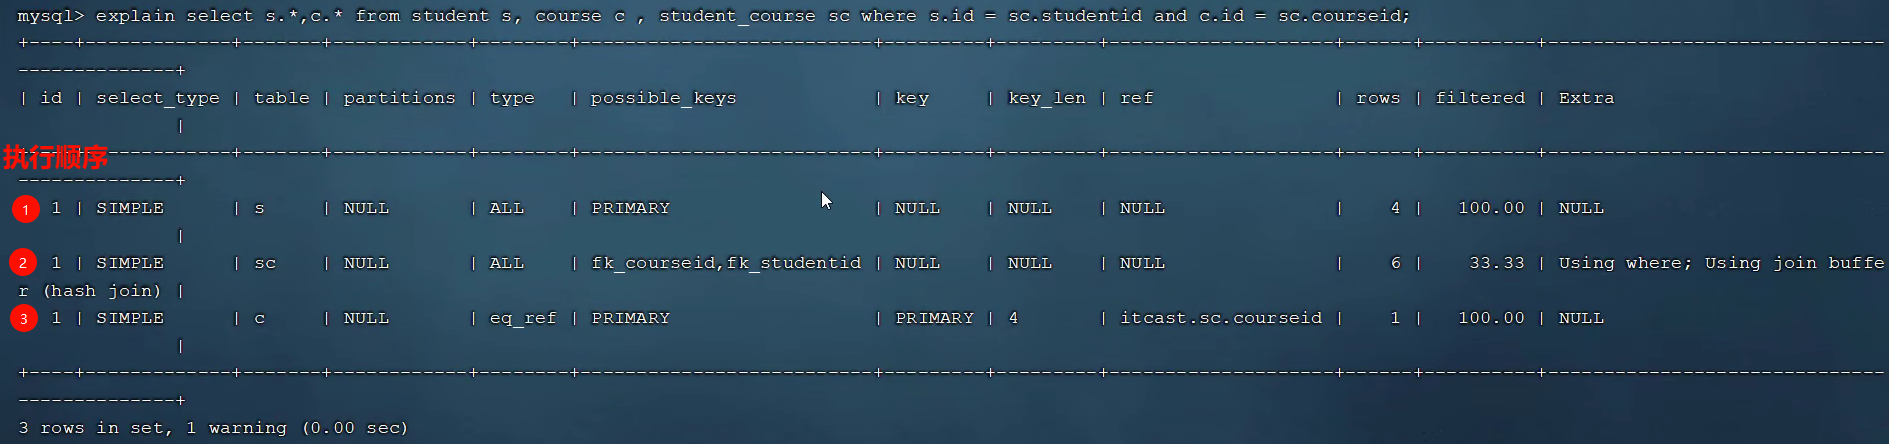 mysql> explain select s.*,c.* from student s, course c , student_course sc where s.id = sc.studentid and c.id = sc.courseid;
+----+-------------+-------+------------+--------+--------------------------+---------+---------+--------------------+------+----------+------------------------------
--------------+
| id | select_type | table | partitions | type   | possible_keys            | key     | key_len | ref                | rows | filtered | Extra
              |
执行顺序
+----+-------------+-------+------------+--------+--------------------------+---------+---------+--------------------+------+----------+------------------------------
--------------+
1 1 | SIMPLE      | s     | NULL       | ALL    | PRIMARY                  | NULL    | NULL    | NULL               |    4 |   100.00 | NULL
              |
2 1 | SIMPLE      | sc    | NULL       | ALL    | fk_courseid,fk_studentid | NULL    | NULL    | NULL               |    6 |    33.33 | Using where; Using join buffe
r (hash join) |
3 1 | SIMPLE      | c     | NULL       | eq_ref | PRIMARY                  | PRIMARY | 4       | itcast.sc.courseid |    1 |   100.00 | NULL
              |
+----+-------------+-------+------------+--------+--------------------------+---------+---------+--------------------+------+----------+------------------------------
--------------+
3 rows in set, 1 warning (0.00 sec)